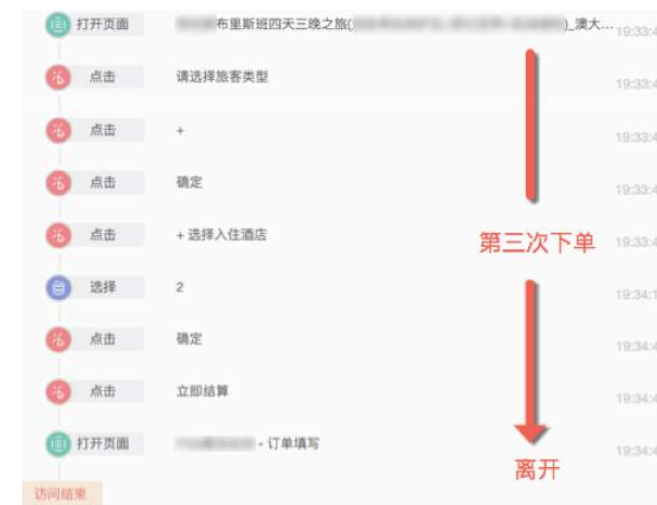 打开页面 布里斯班四天三晚之旅( )_澳大... 19:33:4
点击 请选择旅客类型 19:33:4
点击 + 19:33:4
点击 确定 19:33:4
点击 + 选择入住酒店 第三次下单 19:33:4
选择 2 19:34:1
点击 确定 19:34:4
点击 立即结算 19:34:4
打开页面 - 订单填写 19:34:4
离开
访问结束